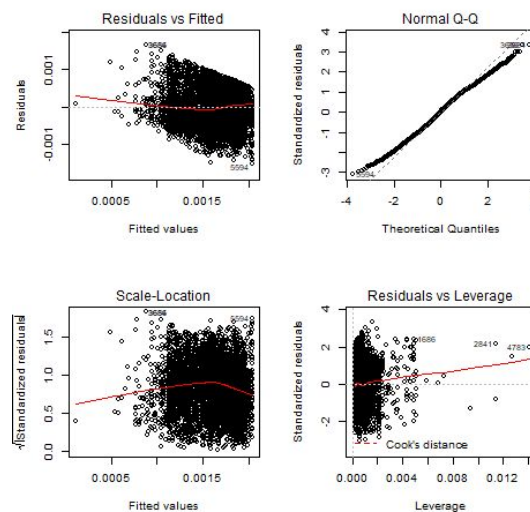 Residuals vs Fitted
Residuals
-0.001
0.001
0.0005
0.0015
Fitted values
3686
5594
Normal Q-Q
Standardized residuals
-3
-1
0
1
2
4
-4
-2
0
2
Theoretical Quantiles
5594
Scale-Location
√|Standardized residuals
0.0
0.5
1.0
1.5
0.0005
0.0015
Fitted values
5594
Residuals vs Leverage
Standardized residuals
-2
0
2
4
0.000
0.004
0.008
0.012
Leverage
4686
2841
4783
Cook's distance